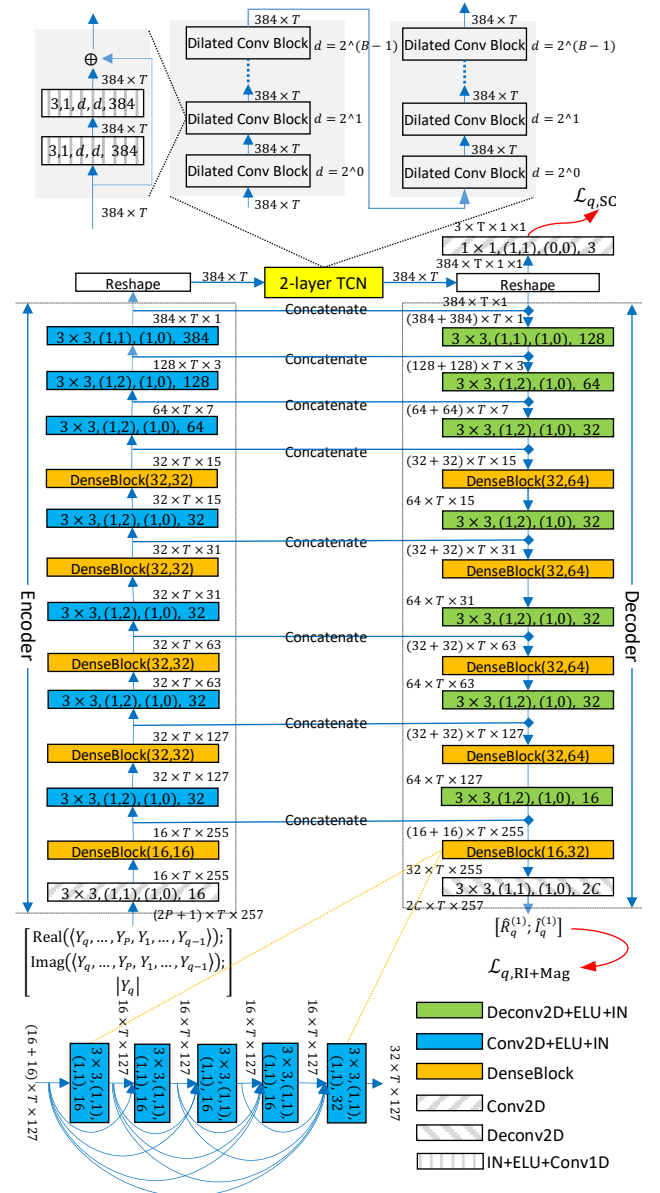 384 × T
⊕
384 × T
3,1, d, d, 384
384 × T
3,1, d, d, 384
384 × T
384 × T
Dilated Conv Block d = 2^(B − 1)
384 × T
384 × T
Dilated Conv Block d = 2^1
384 × T
Dilated Conv Block d = 2^0
384 × T
384 × T
Dilated Conv Block d = 2^(B − 1)
384 × T
384 × T
Dilated Conv Block d = 2^1
384 × T
Dilated Conv Block d = 2^0
ℒq,SC
3 × T × 1 × 1
1 × 1, (1,1), (0,0), 3
384 × T × 1 × 1
Reshape 384 × T 2-layer TCN 384 × T Reshape
Encoder
384 × T × 1
3 × 3, (1,1), (1,0), 384
128 × T × 3
3 × 3, (1,2), (1,0), 128
64 × T × 7
3 × 3, (1,2), (1,0), 64
32 × T × 15
DenseBlock(32,32)
32 × T × 15
3 × 3, (1,2), (1,0), 32
32 × T × 31
DenseBlock(32,32)
32 × T × 31
3 × 3, (1,2), (1,0), 32
32 × T × 63
DenseBlock(32,32)
32 × T × 63
3 × 3, (1,2), (1,0), 32
32 × T × 127
DenseBlock(32,32)
32 × T × 127
3 × 3, (1,2), (1,0), 32
16 × T × 255
DenseBlock(16,16)
16 × T × 255
3 × 3, (1,1), (1,0), 16
(2P + 1) × T × 257
Real(⟨Yq, … , YP, Y1, … , Yq−1⟩);
Imag(⟨Yq, … , YP, Y1, … , Yq−1⟩);
|Yq|
Concatenate
Concatenate
Concatenate
Concatenate
Concatenate
Concatenate
Concatenate
Concatenate
Decoder
384 × T × 1
(384 + 384) × T × 1
3 × 3, (1,1), (1,0), 128
(128 + 128) × T × 3
3 × 3, (1,2), (1,0), 64
(64 + 64) × T × 7
3 × 3, (1,2), (1,0), 32
(32 + 32) × T × 15
DenseBlock(32,64)
64 × T × 15
3 × 3, (1,2), (1,0), 32
(32 + 32) × T × 31
DenseBlock(32,64)
64 × T × 31
3 × 3, (1,2), (1,0), 32
(32 + 32) × T × 63
DenseBlock(32,64)
64 × T × 63
3 × 3, (1,2), (1,0), 32
(32 + 32) × T × 127
DenseBlock(32,64)
64 × T × 127
3 × 3, (1,2), (1,0), 16
(16 + 16) × T × 255
DenseBlock(16,32)
32 × T × 255
3 × 3, (1,1), (1,0), 2C
2C × T × 257
[R̂q(1); Îq(1)]
ℒq,RI+Mag
(16 + 16) × T × 127
3 × 3, (1,1), (1,1), 16
16 × T × 127
3 × 3, (1,1), (1,1), 16
16 × T × 127
3 × 3, (1,1), (1,1), 16
16 × T × 127
3 × 3, (1,1), (1,1), 16
16 × T × 127
3 × 3, (1,1), (1,1), 32
32 × T × 127
Deconv2D+ELU+IN
Conv2D+ELU+IN
DenseBlock
Conv2D
Deconv2D
IN+ELU+Conv1D